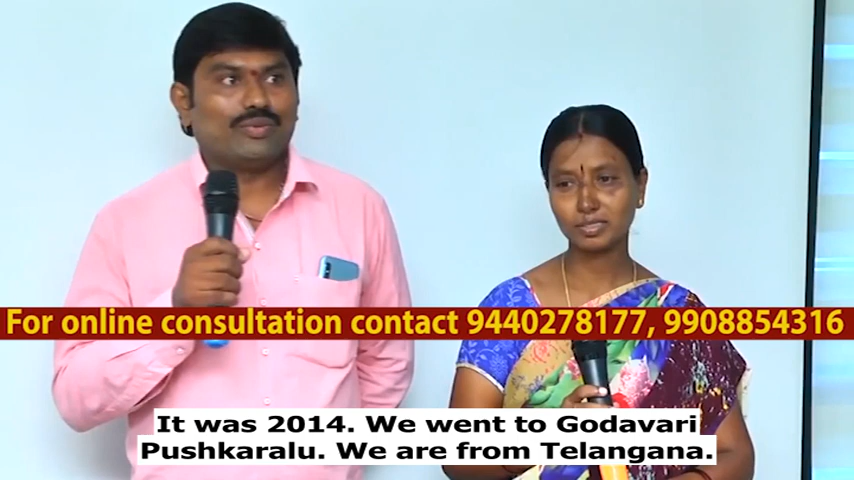 For online consultation contact 9440278177, 9908854316
It was 2014. We went to Godavari
Pushkaralu. We are from Telangana.